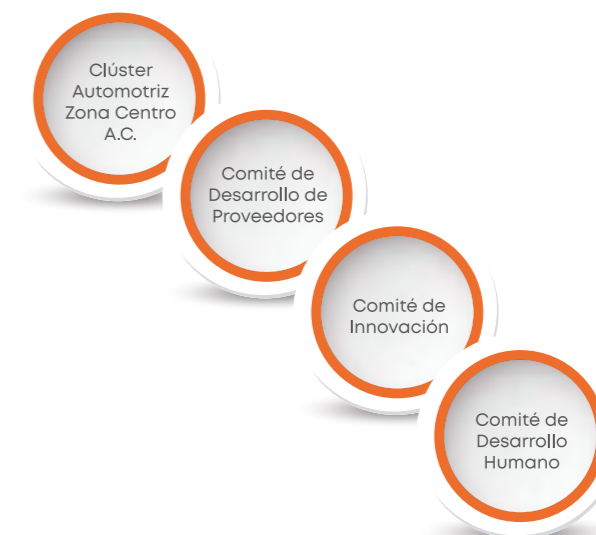 Clúster
Automotriz
Zona Centro
A.C.
Comité de
Desarrollo de
Proveedores
Comité de
Innovación
Comité de
Desarrollo
Humano